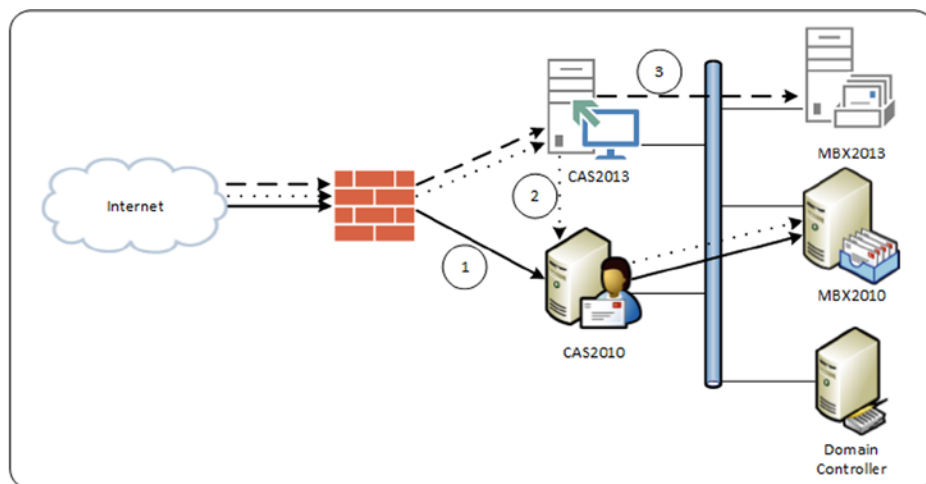 3
CAS2013
MBX2013
Internet
2
1
CAS2010
MBX2010
Domain
Controller